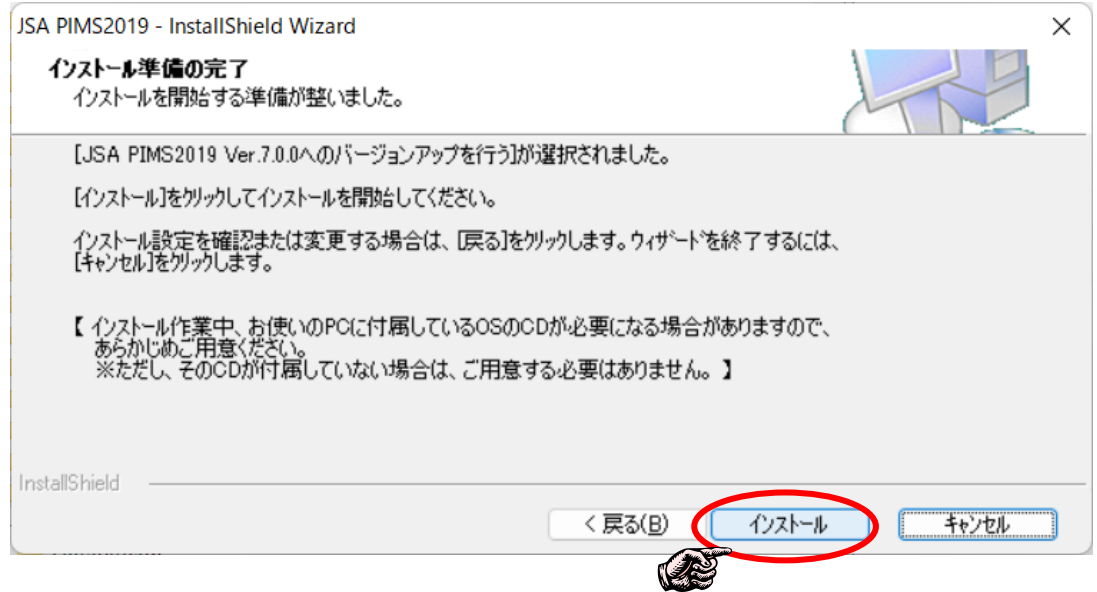 JSA PIMS2019 - InstallShield Wizard
インストール準備の完了
インストールを開始する準備が整いました。
[JSA PIMS2019 Ver.7.0.0へのバージョンアップを行う]が選択されました。
[インストール]をクリックしてインストールを開始してください。
インストール設定を確認または変更する場合は、[戻る]をクリックします。ウィザードを終了するには、
[キャンセル]をクリックします。
【 インストール作業中、お使いのPCに付属しているOSのCDが必要になる場合がありますので、
あらかじめご用意ください。
※ただし、そのCDが付属していない場合は、ご用意する必要はありません。】
InstallShield
< 戻る(B)
インストール
キャンセル